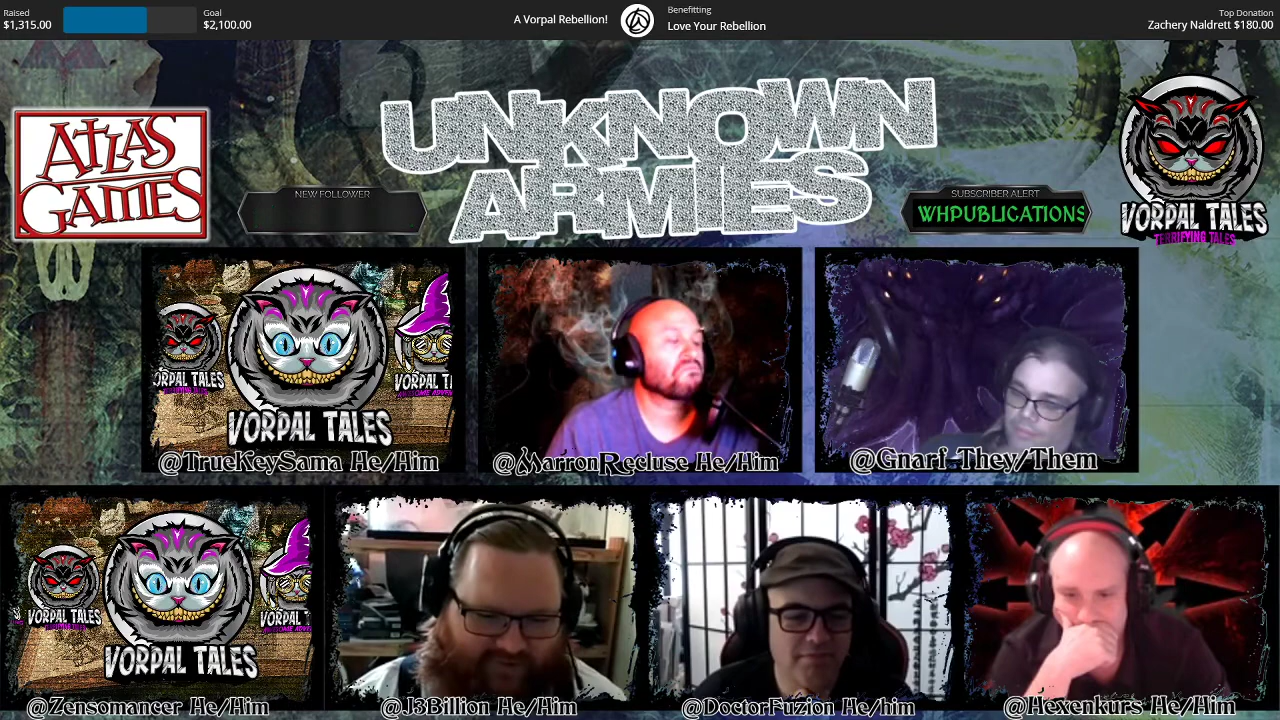 Raised
$1,315.00
Goal
$2,100.00
A Vorpal Rebellion!
Benefitting
Love Your Rebellion
Top Donation
Zachery Naldrett $180.00
ATLAS
GAMES
NEW FOLLOWER
UNKNOWN
ARMIES
SUBSCRIBER ALERT
WHPUBLICATIONS
VORPAL TALES
TERRIFYING TALES
VORPAL TALES
VORPAL TALES
@TrueKeySama He/Him
@MarronRecluse He/Him
@Gnarf They/Them
VORPAL TALES
VORPAL TALES
@Zensomancer He/Him
@J3Billion He/Him
@DoctorFuzion He/him
@Hexenkurs He/Him